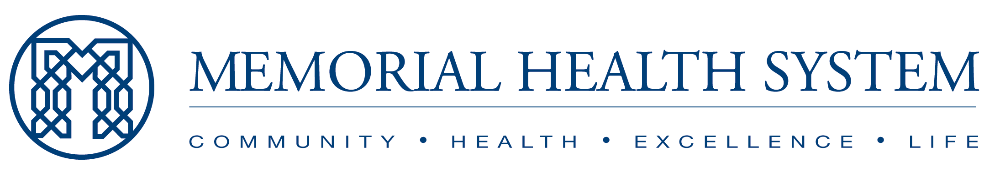 MEMORIAL HEALTH SYSTEM
COMMUNITY • HEALTH • EXCELLENCE • LIFE